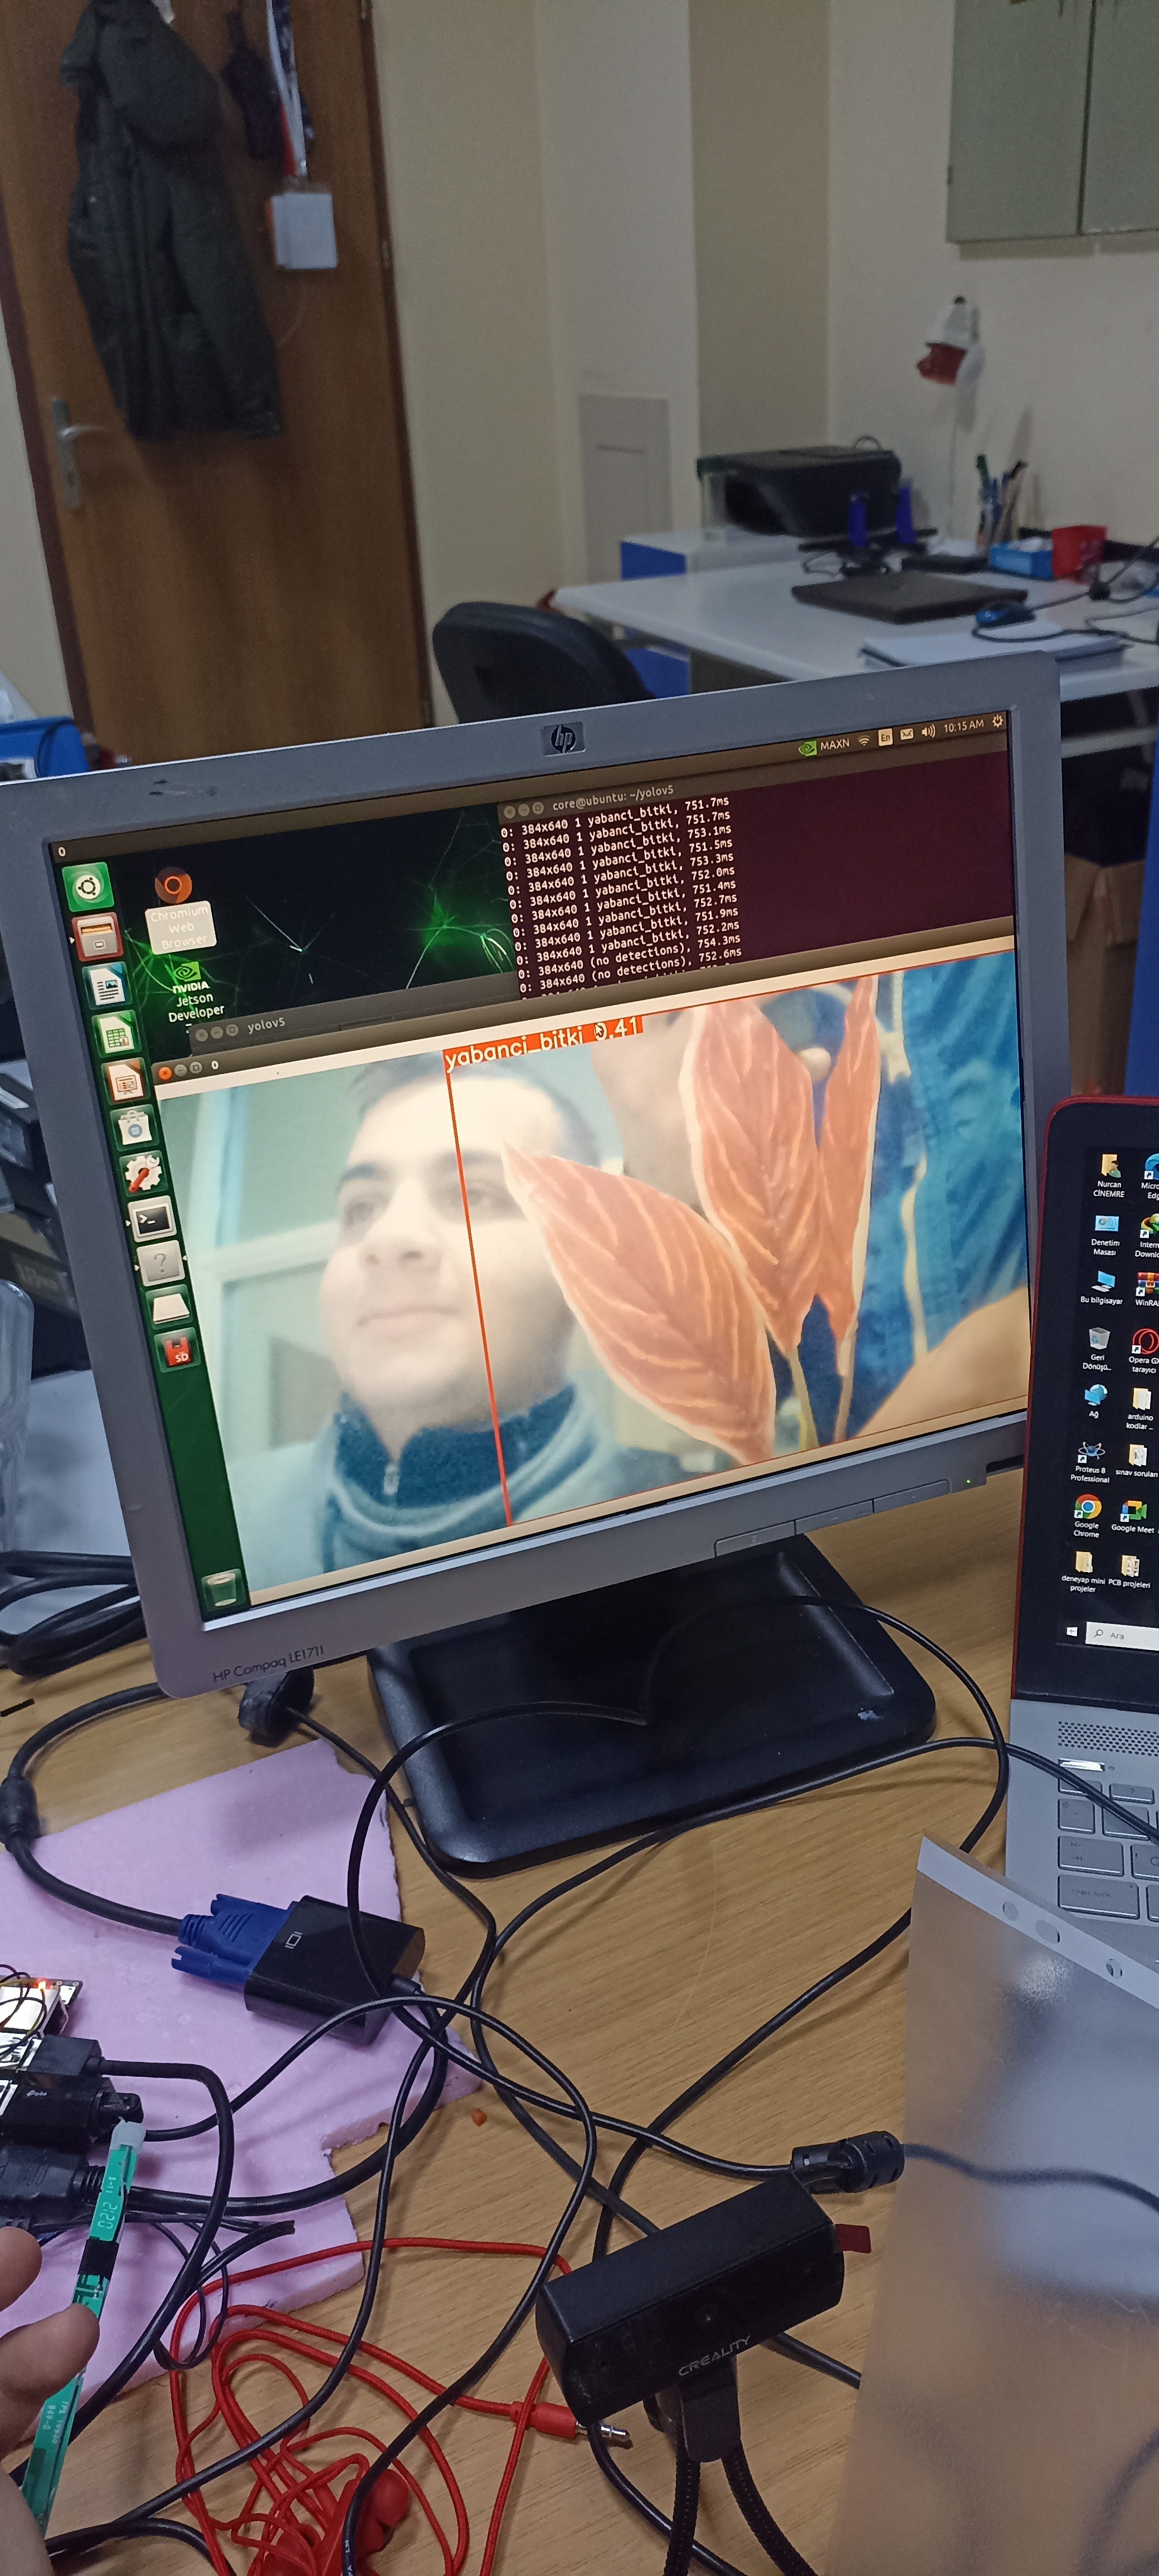 hp
MAXN
En
10:15 AM
0
core@ubuntu: ~/yolov5
0: 384x640 1 yabanci_bitki, 751.7ms
0: 384x640 1 yabanci_bitki, 751.7ms
0: 384x640 1 yabanci_bitki, 753.1ms
0: 384x640 1 yabanci_bitki, 751.5ms
0: 384x640 1 yabanci_bitki, 753.3ms
0: 384x640 1 yabanci_bitki, 752.0ms
0: 384x640 1 yabanci_bitki, 751.4ms
0: 384x640 1 yabanci_bitki, 752.7ms
0: 384x640 1 yabanci_bitki, 751.9ms
0: 384x640 1 yabanci_bitki, 752.2ms
0: 384x640 (no detections), 754.3ms
0: 384x640 (no detections), 752.6ms
Chromium
Web
Browser
NVIDIA
Jetson
Developer
yolov5
0
yabanci_bitki 0.41
sb
HP Compaq LE1711
Nurcan
CİNEMRE
Denetim
Masası
Bu bilgisayar
WinRA
Geri
Dönüşü...
Opera G
tarayıcı
Ağ
arduino
kodlar ...
Proteus 8
Professional
sınav soruları
Google
Chrome
Google Meet
deneyap mini
projeler
PCB projeleri
Ara
CREALITY